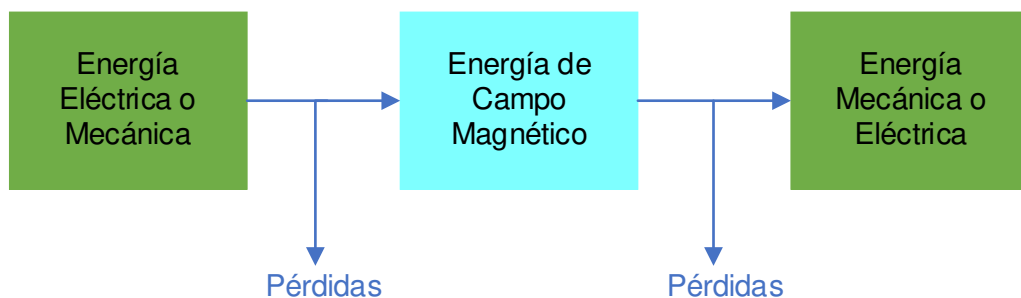 Energía
Eléctrica o
Mecánica
Energía de
Campo
Magnético
Energía
Mecánica o
Eléctrica
Pérdidas
Pérdidas